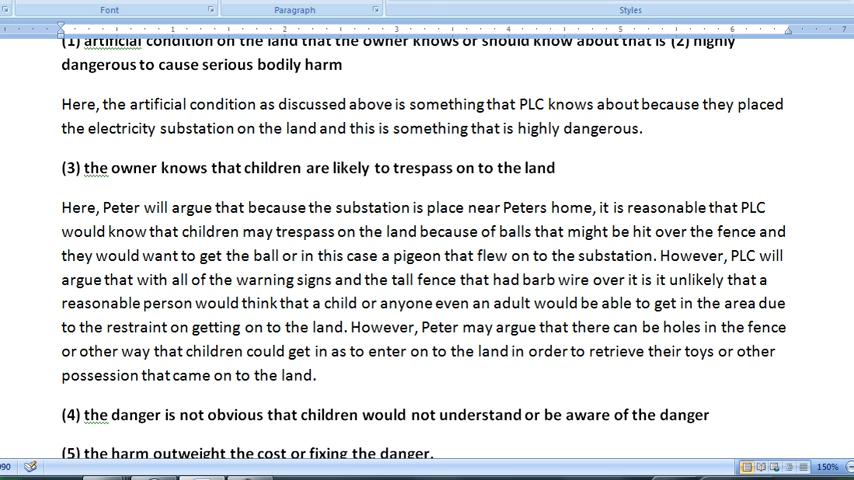 Font Paragraph Styles
1 2 3 4 5 6 7
(1) artificial condition on the land that the owner knows or should know about that is (2) highly
dangerous to cause serious bodily harm
Here, the artificial condition as discussed above is something that PLC knows about because they placed
the electricity substation on the land and this is something that is highly dangerous.
(3) the owner knows that children are likely to trespass on to the land
Here, Peter will argue that because the substation is place near Peters home, it is reasonable that PLC
would know that children may trespass on the land because of balls that might be hit over the fence and
they would want to get the ball or in this case a pigeon that flew on to the substation. However, PLC will
argue that with all of the warning signs and the tall fence that had barb wire over it is it unlikely that a
reasonable person would think that a child or anyone even an adult would be able to get in the area due
to the restraint on getting on to the land. However, Peter may argue that there can be holes in the fence
or other way that children could get in as to enter on to the land in order to retrieve their toys or other
possession that came on to the land.
(4) the danger is not obvious that children would not understand or be aware of the danger
(5) the harm outweight the cost or fixing the danger.
090 150%